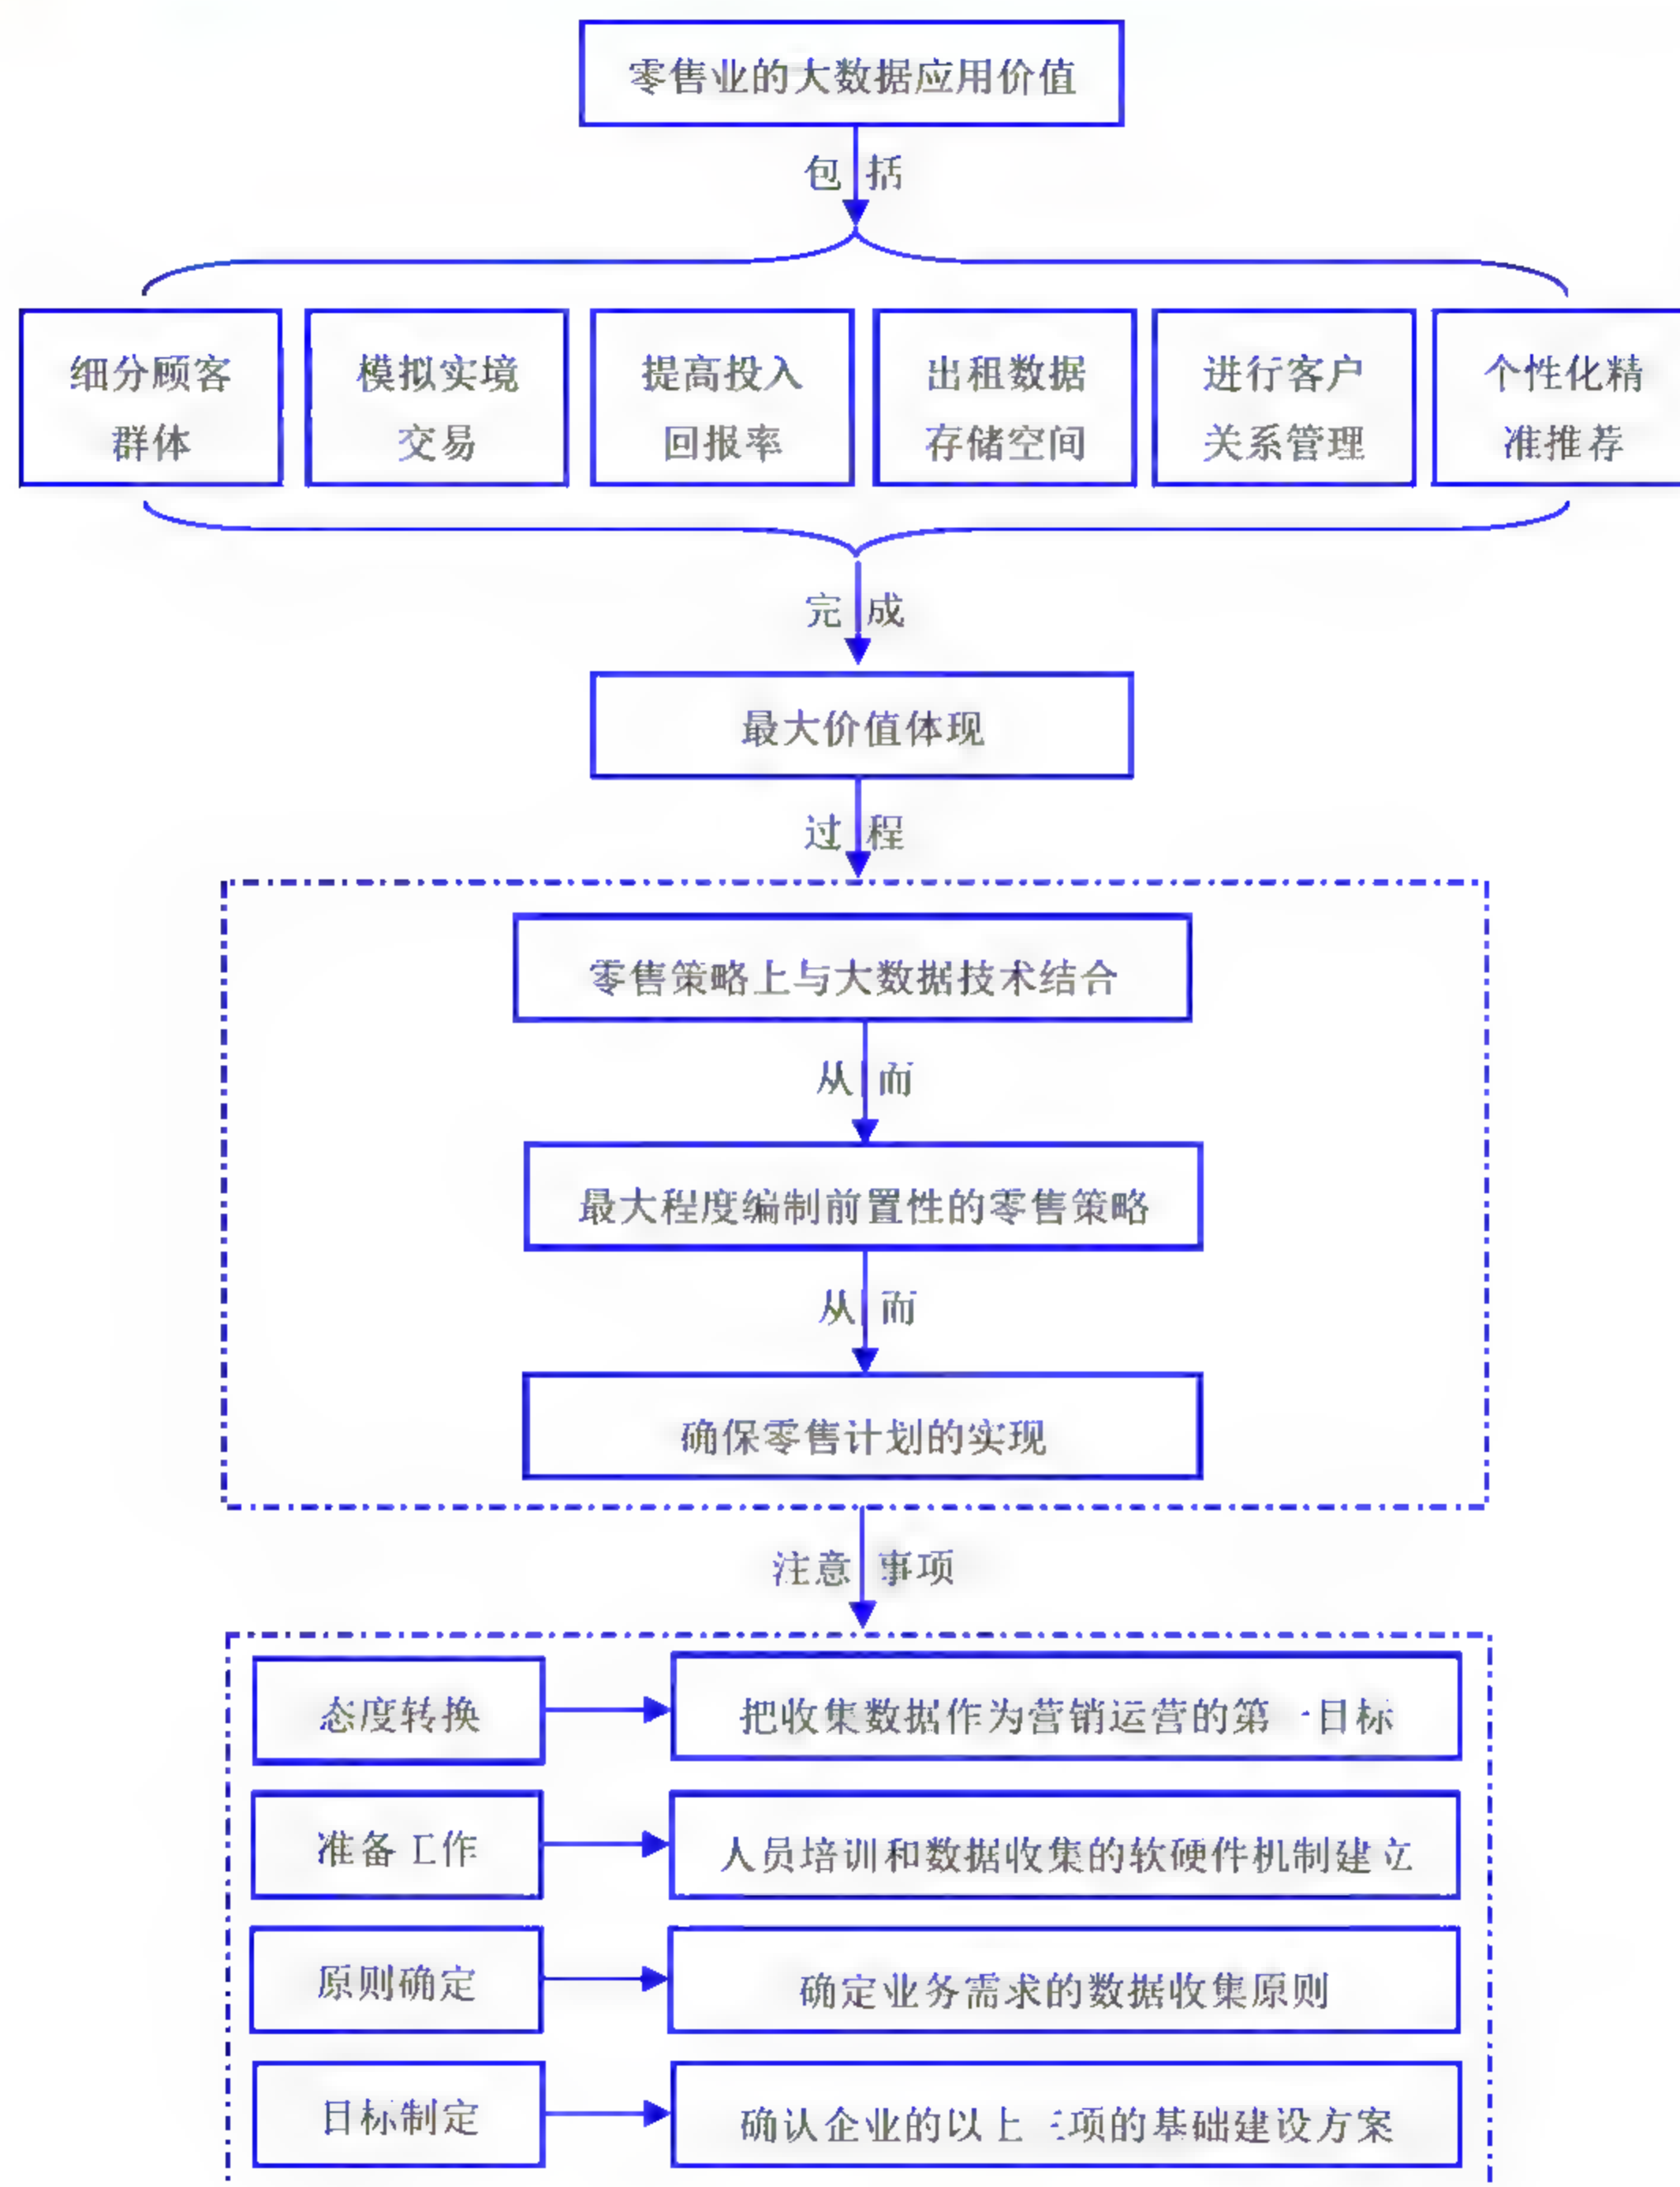 零售业的大数据应用价值
包括
细分顾客
群体
模拟实境
交易
提高投入
回报率
出租数据
存储空间
进行客户
关系管理
个性化精
准推荐
完成
最大价值体现
过程
零售策略上与大数据技术结合
从而
最大程度编制前置性的零售策略
从而
确保零售计划的实现
注意事项
态度转换
把收集数据作为营销运营的第一目标
准备工作
人员培训和数据收集的软硬件机制建立
原则确定
确定业务需求的数据收集原则
目标制定
确认企业的以上三项的基础建设方案